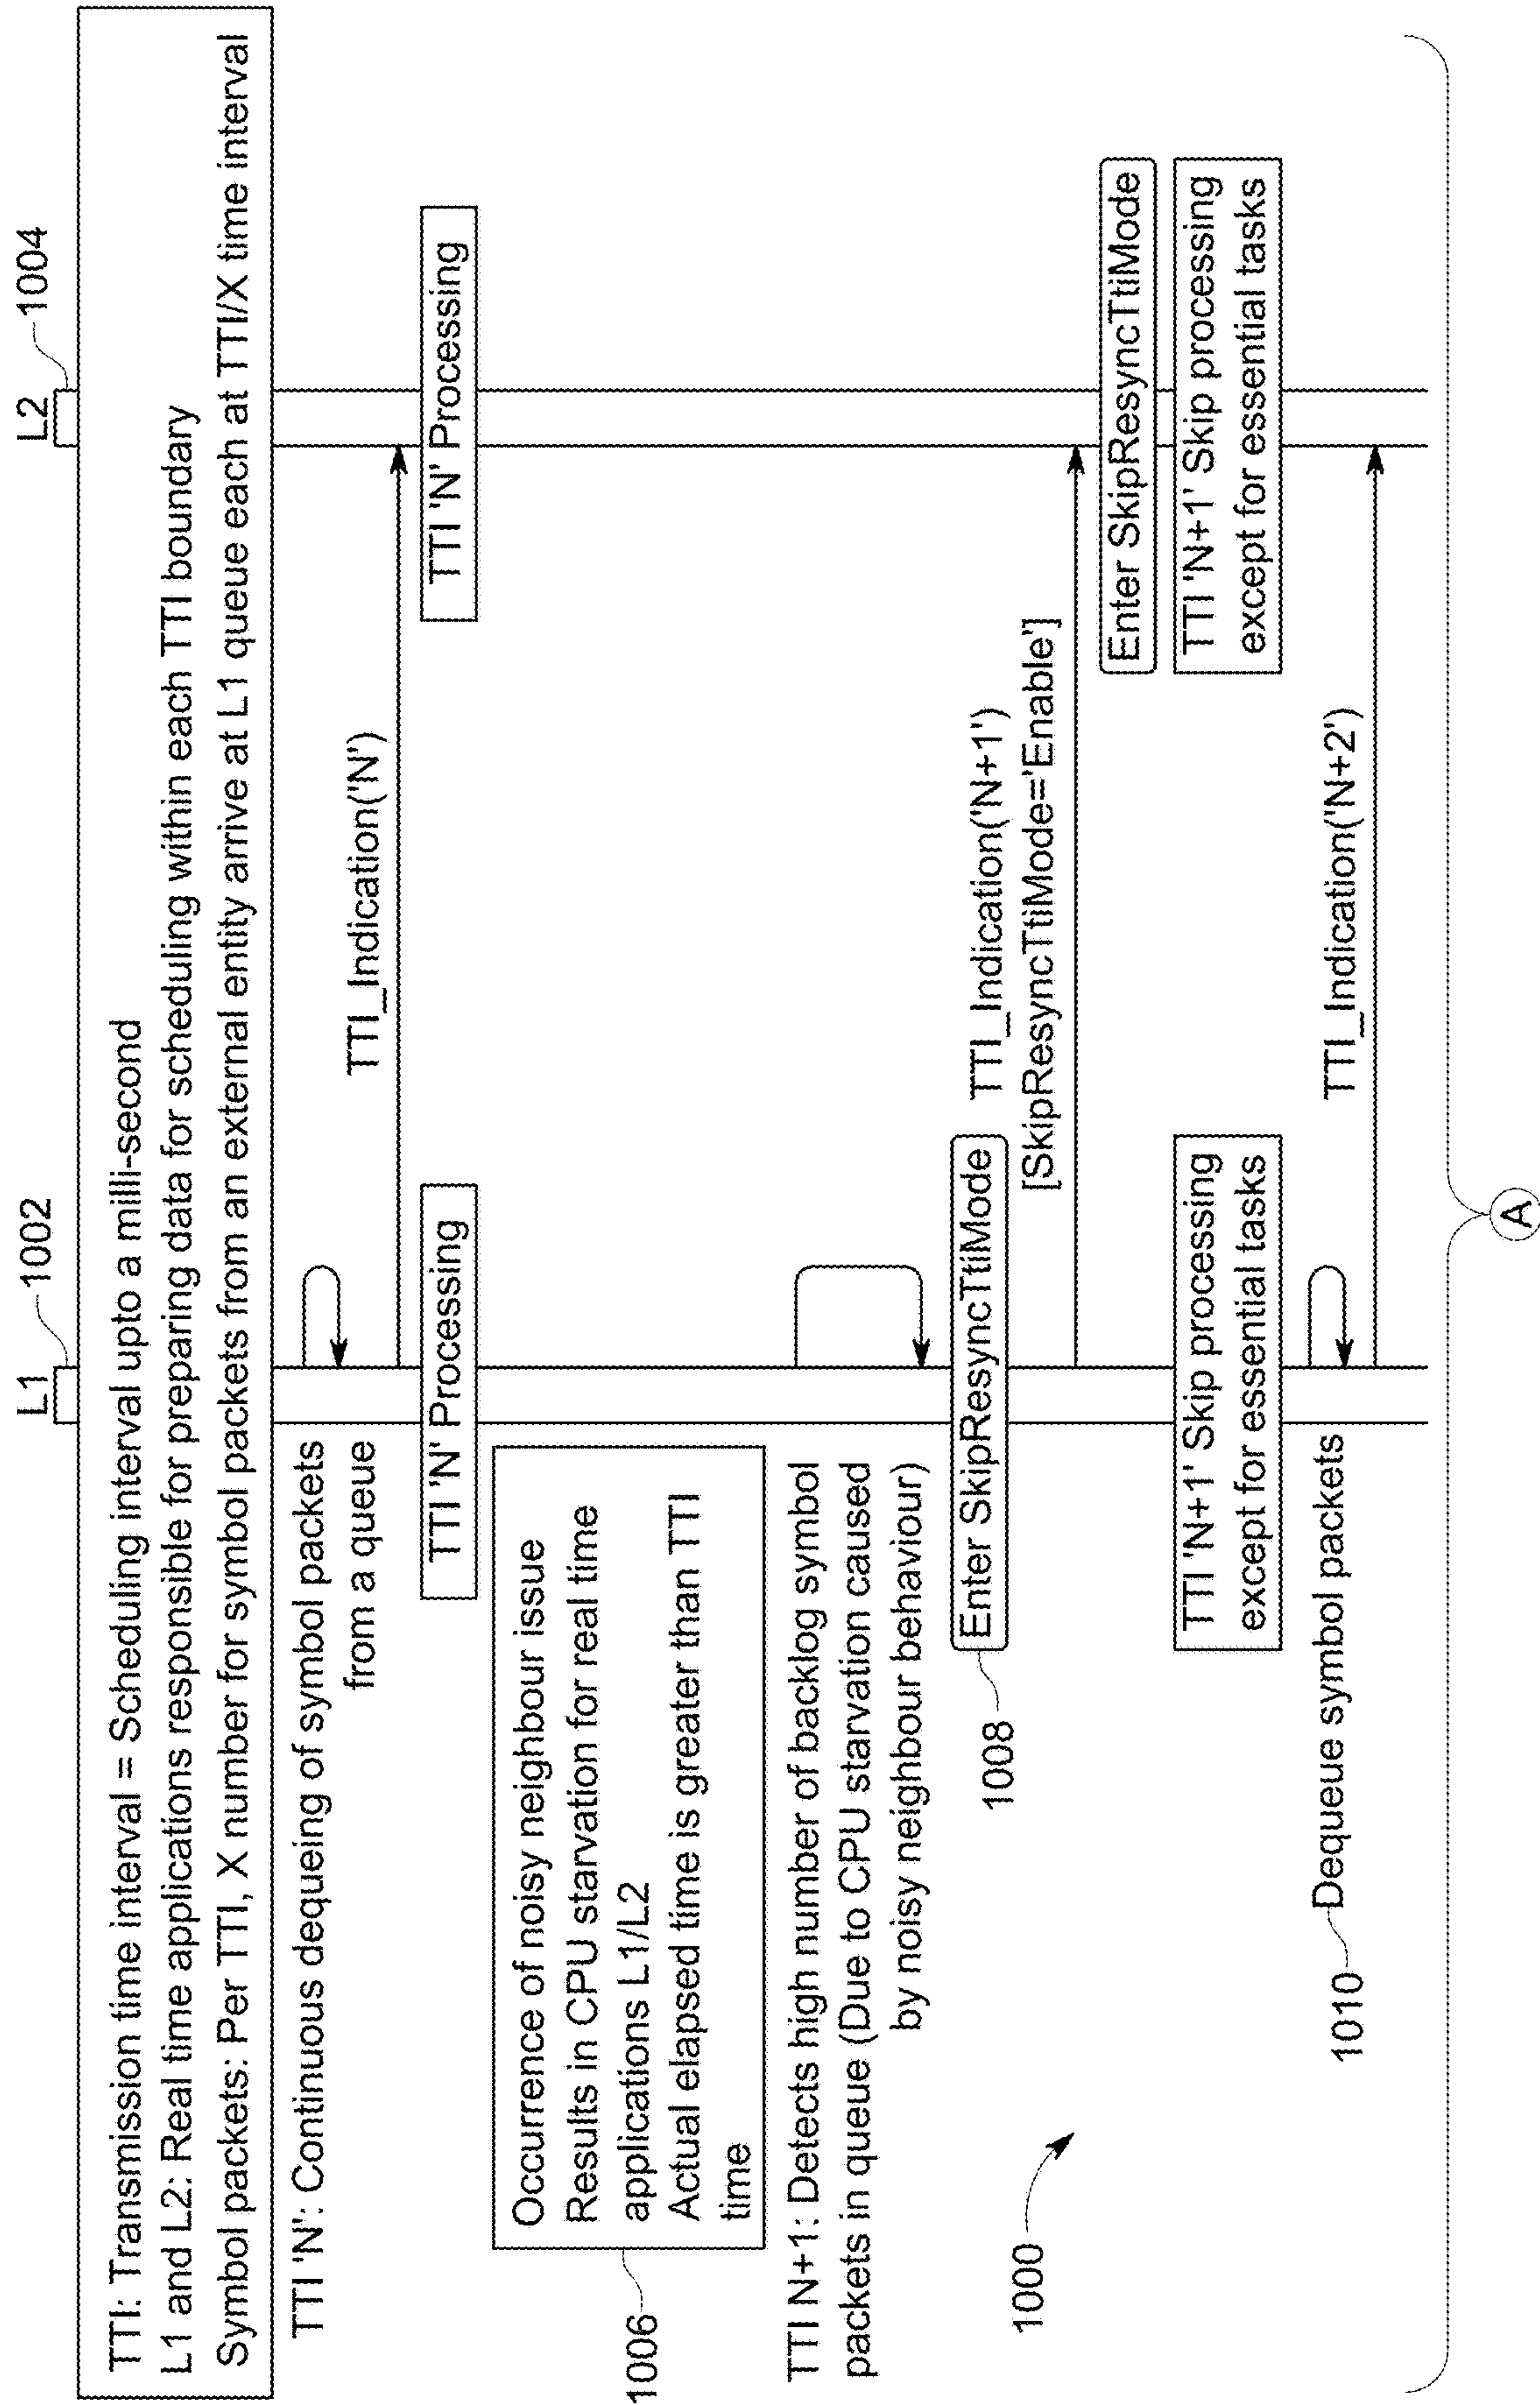 L1
1002
L2
1004
TTI: Transmission time interval = Scheduling interval upto a milli-second
L1 and L2: Real time applications responsible for preparing data for scheduling within each TTI boundary
Symbol packets: Per TTI, X number for symbol packets from an external entity arrive at L1 queue each at TTI/X time interval
TTI 'N': Continuous dequeing of symbol packets
from a queue
TTI_Indication('N')
TTI 'N' Processing
TTI 'N' Processing
Occurrence of noisy neighbour issue
Results in CPU starvation for real time
applications L1/L2
Actual elapsed time is greater than TTI
time
1006
TTI N+1: Detects high number of backlog symbol
packets in queue (Due to CPU starvation caused
by noisy neighbour behaviour)
Enter SkipResyncTtiMode
1008
TTI_Indication('N+1')
[SkipResyncTtiMode='Enable']
1000
Enter SkipResyncTtiMode
TTI 'N+1' Skip processing
except for essential tasks
TTI 'N+1' Skip processing
except for essential tasks
1010
Dequeue symbol packets
TTI_Indication('N+2')
A